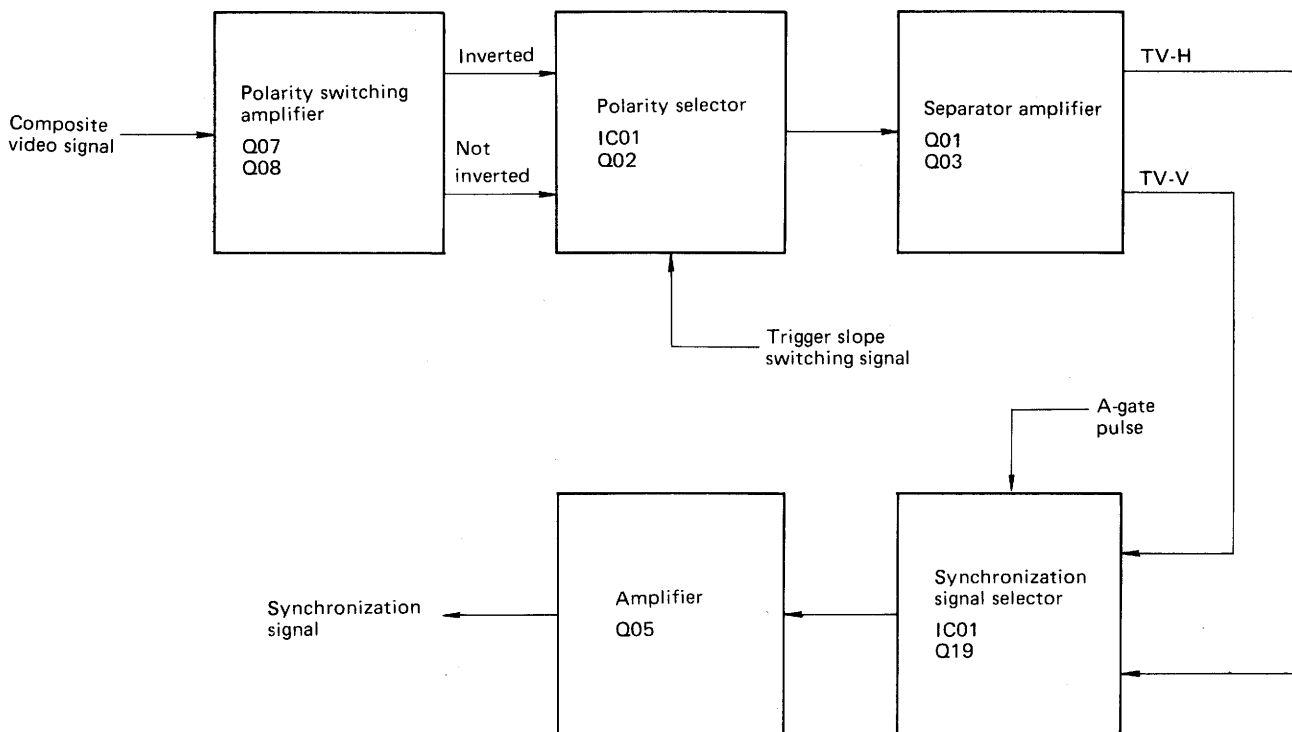 Composite
video signal
Polarity switching
amplifier
Q07
Q08
Inverted
Not
inverted
Polarity selector
IC01
Q02
Trigger slope
switching signal
Separator amplifier
Q01
Q03
TV-H
TV-V
A-gate
pulse
Synchronization
signal selector
IC01
Q19
Amplifier
Q05
Synchronization
signal